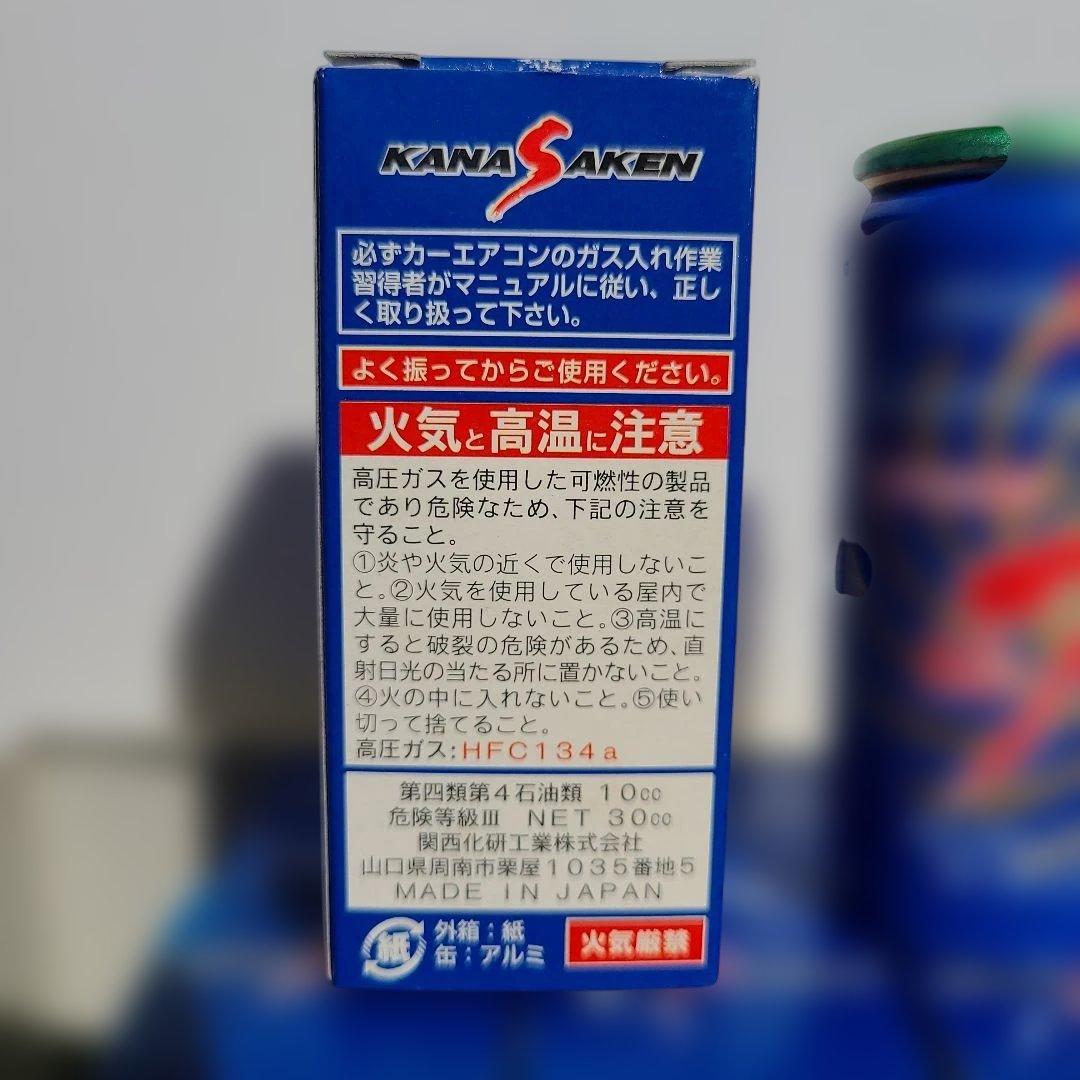 KANASAKEN
必ずカーエアコンのガス入れ作業
習得者がマニュアルに従い、正し
く取り扱って下さい。
よく振ってからご使用ください。
火気と高温に注意
高圧ガスを使用した可燃性の製品
であり危険なため、下記の注意を
守ること。
①炎や火気の近くで使用しないこ
と。②火気を使用している屋内で
大量に使用しないこと。③高温に
すると破裂の危険があるため、直
射日光の当たる所に置かないこと。
④火の中に入れないこと。⑤使い
切って捨てること。
高圧ガス:HFC134a
第四類第4石油類 10cc
危険等級Ⅲ NET 30cc
関西化研工業株式会社
山口県周南市栗屋1035番地5
MADE IN JAPAN
紙
外箱:紙
缶:アルミ
火気厳禁